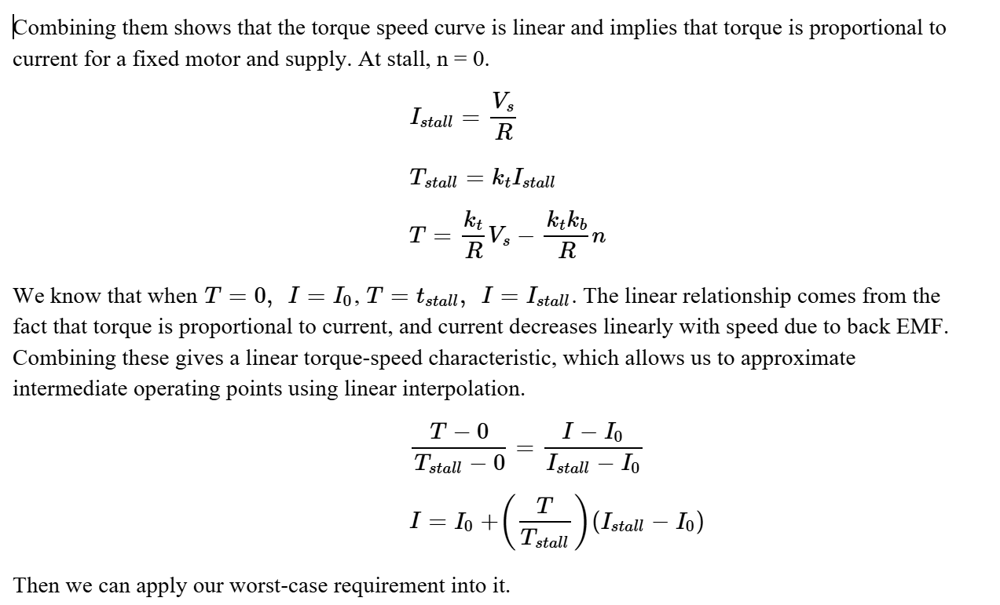 Combining them shows that the torque speed curve is linear and implies that torque is proportional to
current for a fixed motor and supply. At stall, n = 0.
I_{stall} = \frac{V_s}{R}
T_{stall} = k_t I_{stall}
T = \frac{k_t}{R} V_s - \frac{k_t k_b}{R} n
We know that when T = 0, I = I_0, T = t_{stall}, I = I_{stall}. The linear relationship comes from the
fact that torque is proportional to current, and current decreases linearly with speed due to back EMF.
Combining these gives a linear torque-speed characteristic, which allows us to approximate
intermediate operating points using linear interpolation.
\frac{T - 0}{T_{stall} - 0} = \frac{I - I_0}{I_{stall} - I_0}
I = I_0 + \left( \frac{T}{T_{stall}} \right) (I_{stall} - I_0)
Then we can apply our worst-case requirement into it.